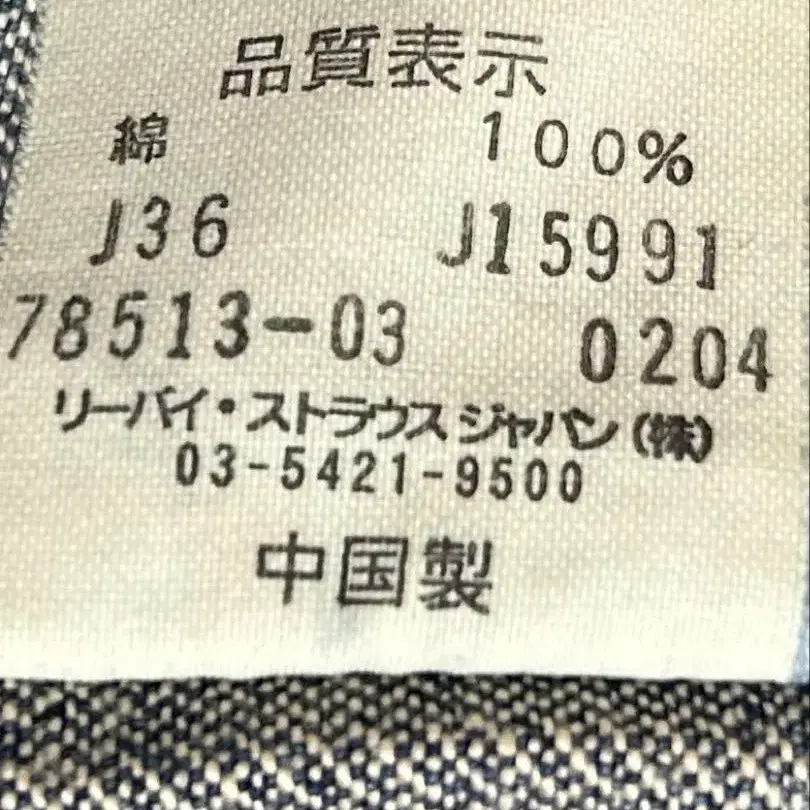 品質表示
綿 100%
J36 J15991
78513-03 0204
リーバイ・ストラウス ジャパン(株)
03-5421-9500
中国製